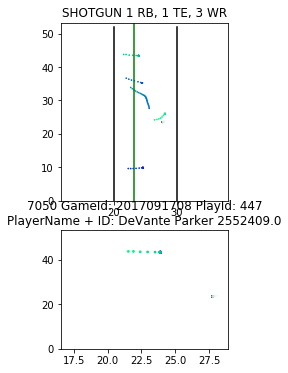 SHOTGUN 1 RB, 1 TE, 3 WR
50
40
30
20
10
0
20
30
7050 GameId: 2017091708 PlayId: 447
PlayerName + ID: DeVante Parker 2552409.0
40
20
0
17.5 20.0 22.5 25.0 27.5